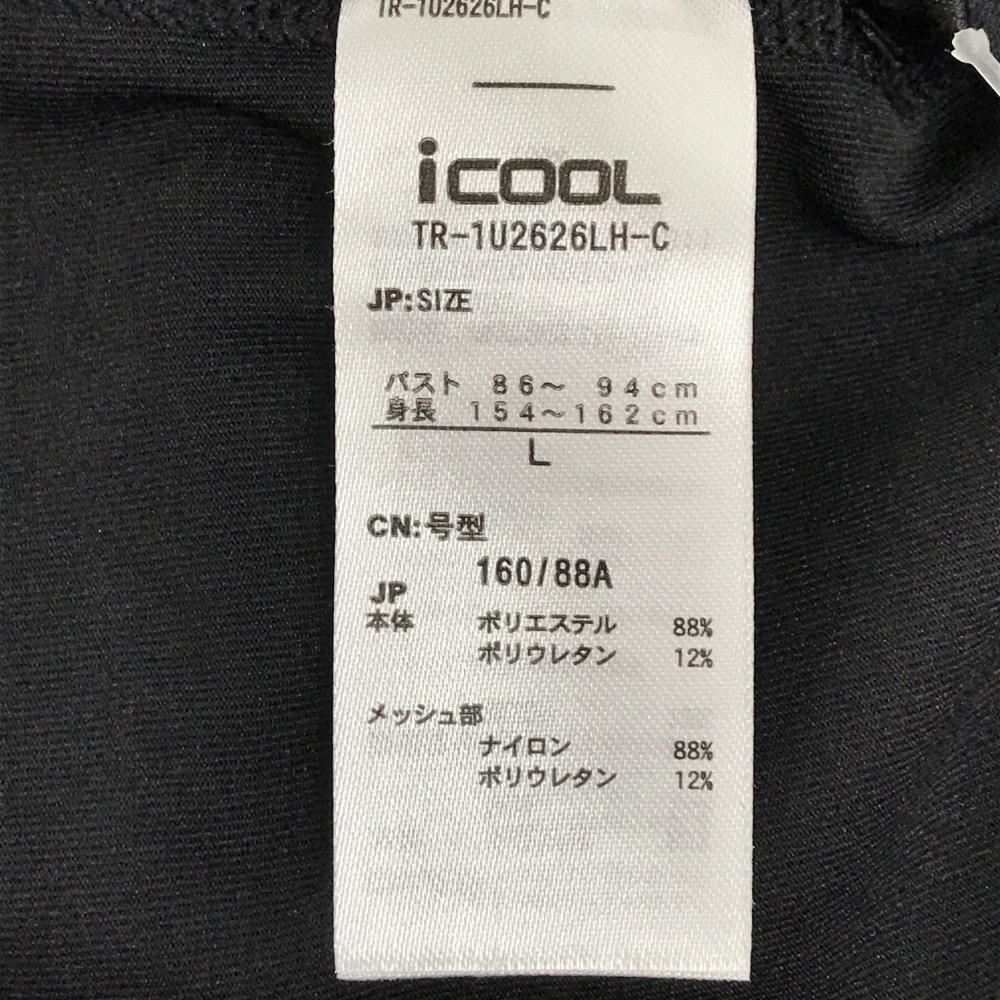 TR-1U2626LH-C
iCOOL
TR-1U2626LH-C
JP:SIZE
バスト 86～ 94cm
身長 154～162cm
L
CN:号型
160/88A
JP
本体 ポリエステル 88%
ポリウレタン 12%
メッシュ部
ナイロン 88%
ポリウレタン 12%